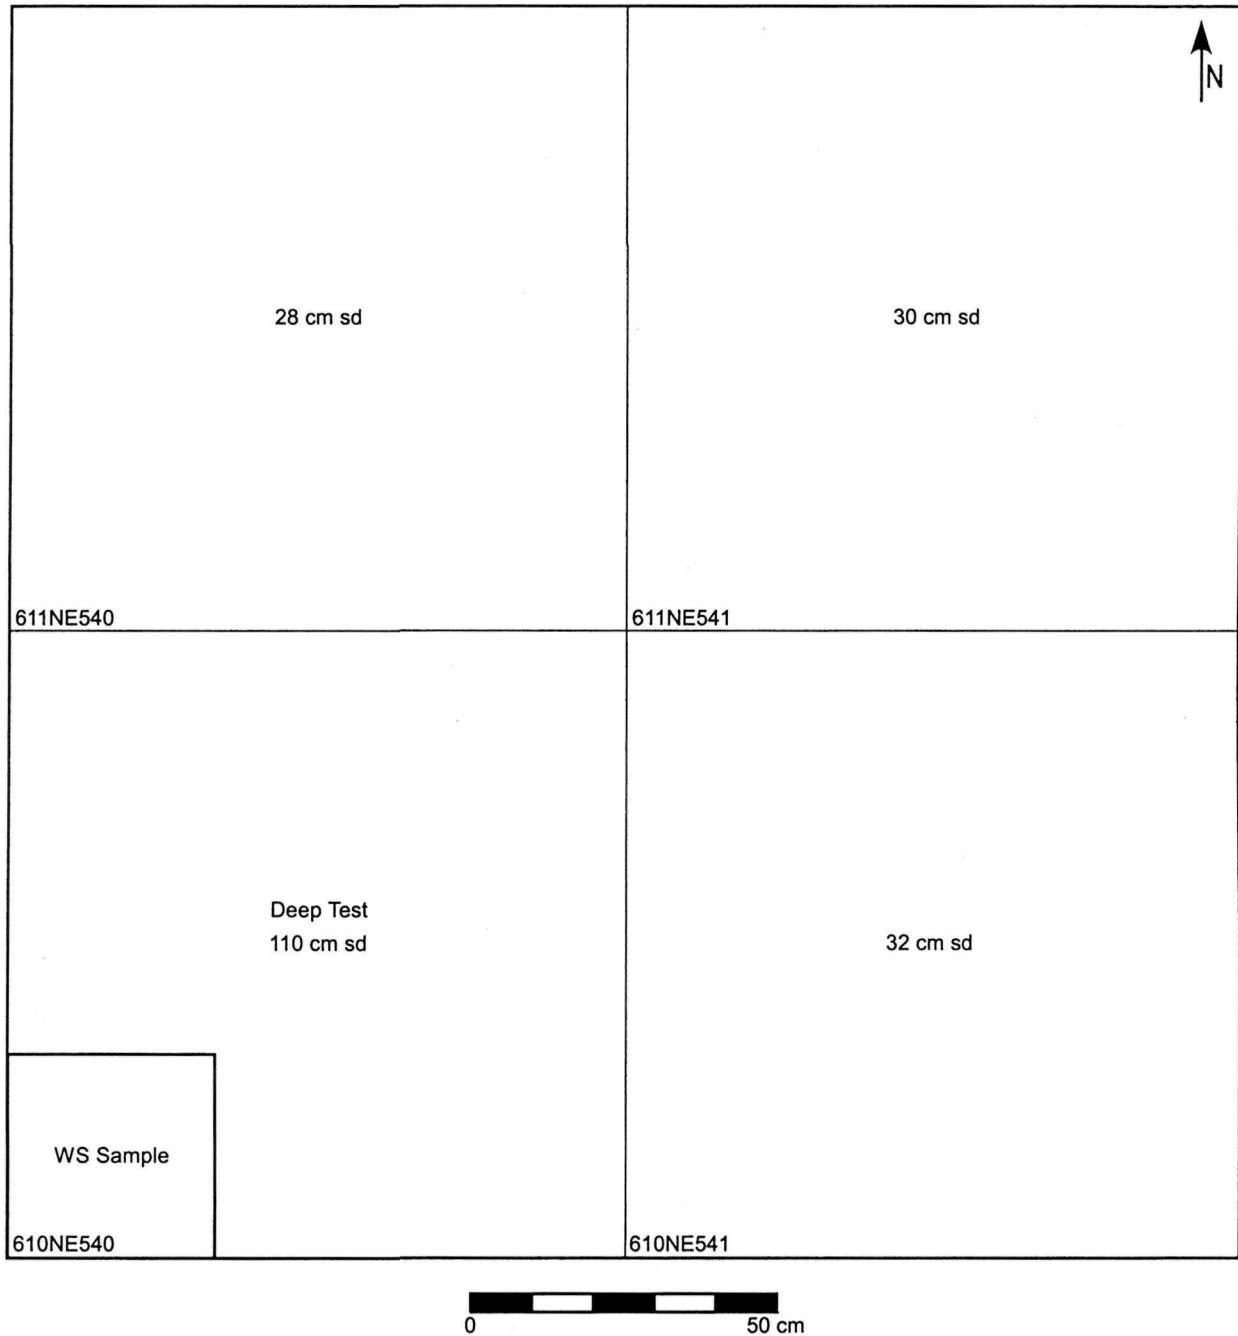 N
28 cm sd
30 cm sd
611NE540
611NE541
Deep Test
110 cm sd
32 cm sd
WS Sample
610NE540
610NE541
0
50 cm